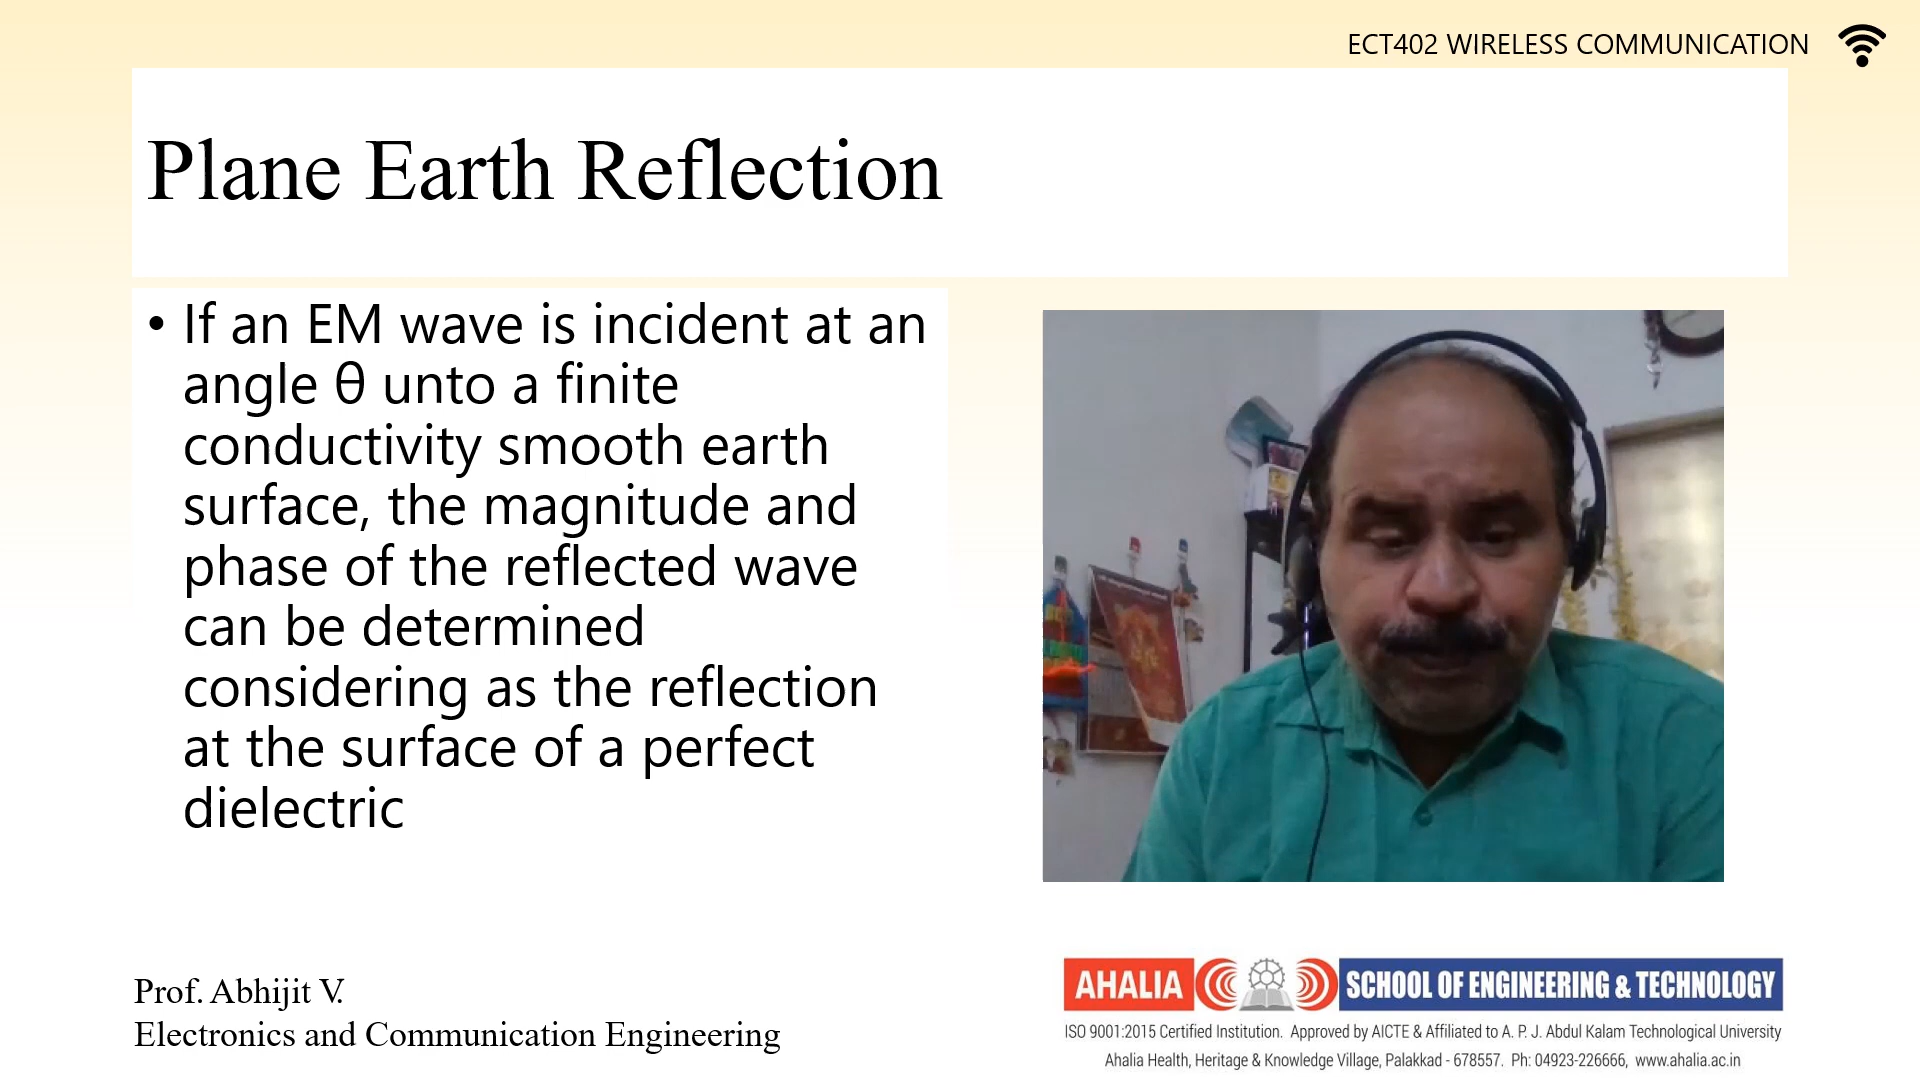 ECT402 WIRELESS COMMUNICATION
Plane Earth Reflection
• If an EM wave is incident at an
angle θ unto a finite
conductivity smooth earth
surface, the magnitude and
phase of the reflected wave
can be determined
considering as the reflection
at the surface of a perfect
dielectric
Prof. Abhijit V.
Electronics and Communication Engineering
AHALIA SCHOOL OF ENGINEERING & TECHNOLOGY
ISO 9001:2015 Certified Institution. Approved by AICTE & Affiliated to A. P. J. Abdul Kalam Technological University
Ahalia Health, Heritage & Knowledge Village, Palakkad - 678557. Ph: 04923-226666, www.ahalia.ac.in